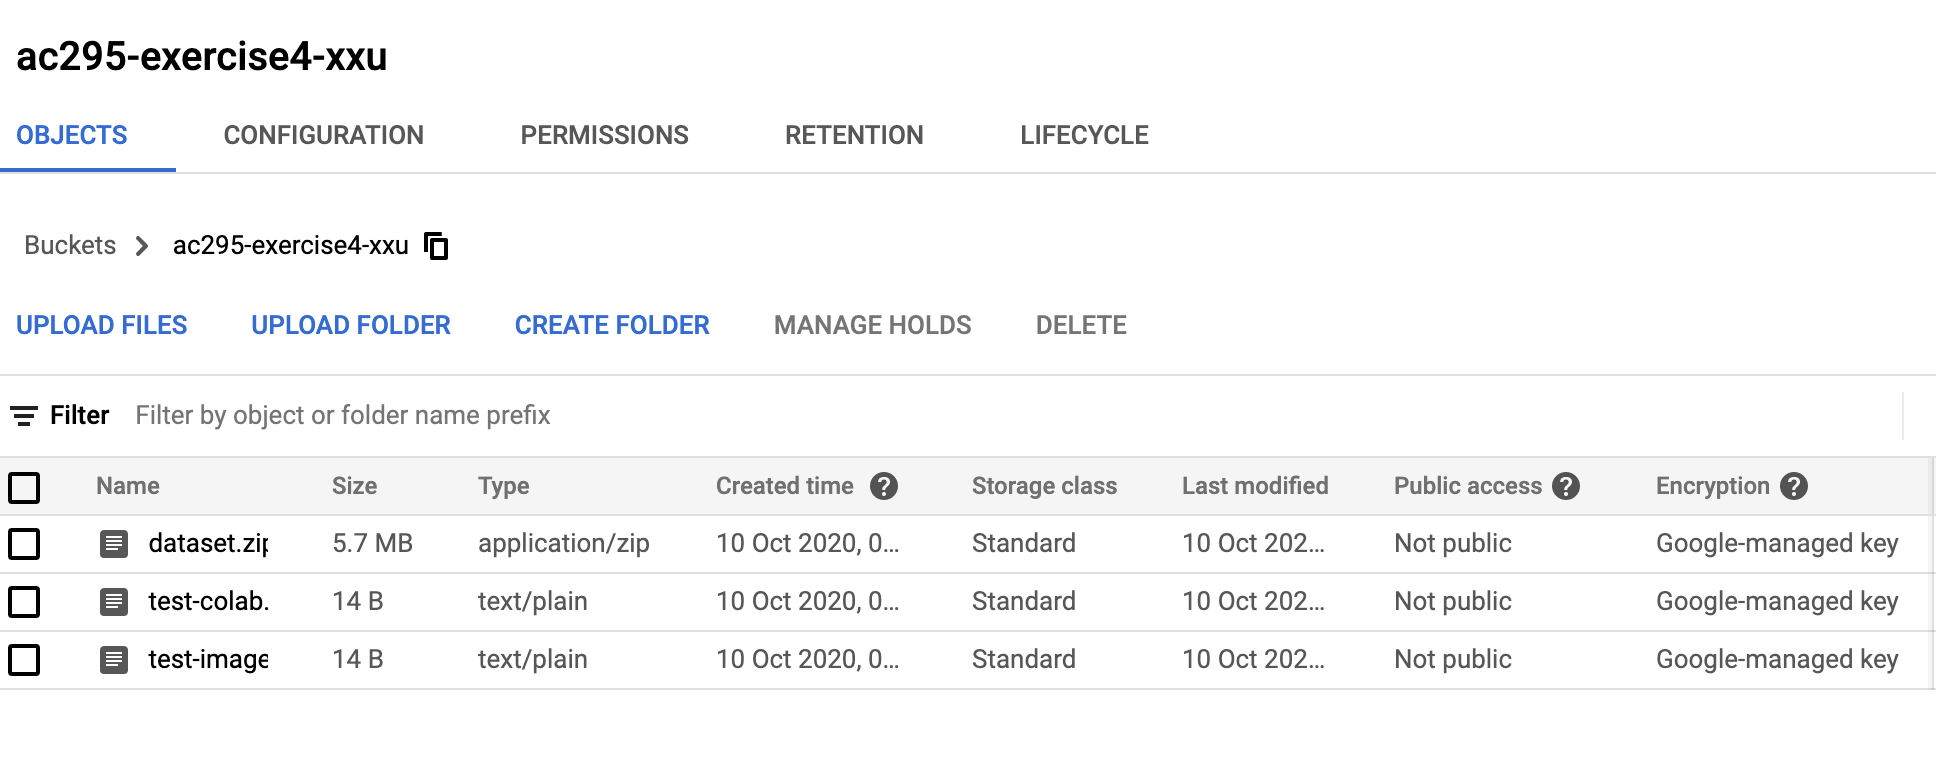 ac295-exercise4-xxu
OBJECTS CONFIGURATION PERMISSIONS RETENTION LIFECYCLE
Buckets > ac295-exercise4-xxu
UPLOAD FILES UPLOAD FOLDER CREATE FOLDER MANAGE HOLDS DELETE
Filter Filter by object or folder name prefix
Name Size Type Created time ? Storage class Last modified Public access ? Encryption ?
dataset.zip 5.7 MB application/zip 10 Oct 2020, 0... Standard 10 Oct 202... Not public Google-managed key
test-colab. 14 B text/plain 10 Oct 2020, 0... Standard 10 Oct 202... Not public Google-managed key
test-image 14 B text/plain 10 Oct 2020, 0... Standard 10 Oct 202... Not public Google-managed key